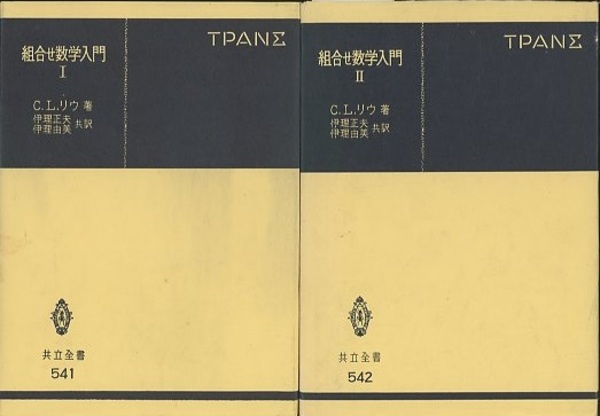 TPANΣ
組合せ数学入門
I
C.L.リウ 著
伊理正夫
伊理由美 共訳
共立全書
541
TPANΣ
組合せ数学入門
II
C.L.リウ 著
伊理正夫
伊理由美 共訳
共立全書
542